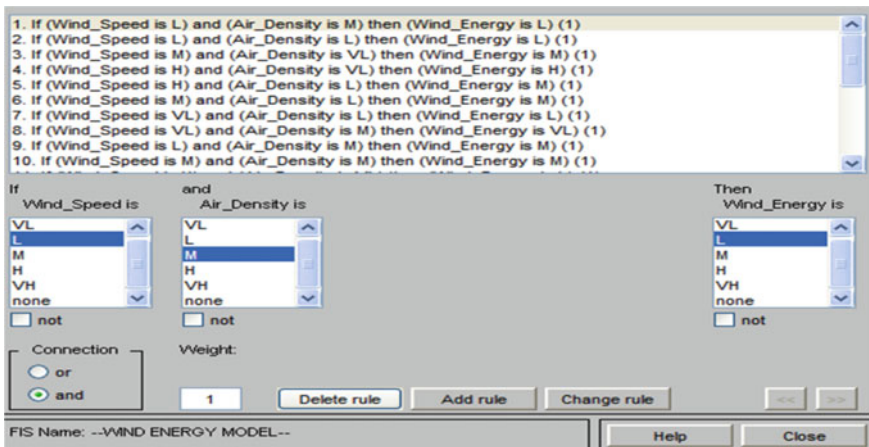 1. If (Wind_Speed is L) and (Air_Density is M) then (Wind_Energy is L) (1)
2. If (Wind_Speed is L) and (Air_Density is L) then (Wind_Energy is L) (1)
3. If (Wind_Speed is M) and (Air_Density is VL) then (Wind_Energy is M) (1)
4. If (Wind_Speed is H) and (Air_Density is VL) then (Wind_Energy is H) (1)
5. If (Wind_Speed is H) and (Air_Density is L) then (Wind_Energy is M) (1)
6. If (Wind_Speed is M) and (Air_Density is L) then (Wind_Energy is M) (1)
7. If (Wind_Speed is VL) and (Air_Density is L) then (Wind_Energy is L) (1)
8. If (Wind_Speed is VL) and (Air_Density is M) then (Wind_Energy is VL) (1)
9. If (Wind_Speed is L) and (Air_Density is M) then (Wind_Energy is M) (1)
10. If (Wind_Speed is M) and (Air_Density is M) then (Wind_Energy is M) (1)
If and Then
Wind_Speed is Air_Density is Wind_Energy is
VL VL VL
L L L
M M M
H H H
VH VH VH
none none none
not not not
Connection Weight:
or
and 1 Delete rule Add rule Change rule << >>
FIS Name: --WIND ENERGY MODEL-- Help Close